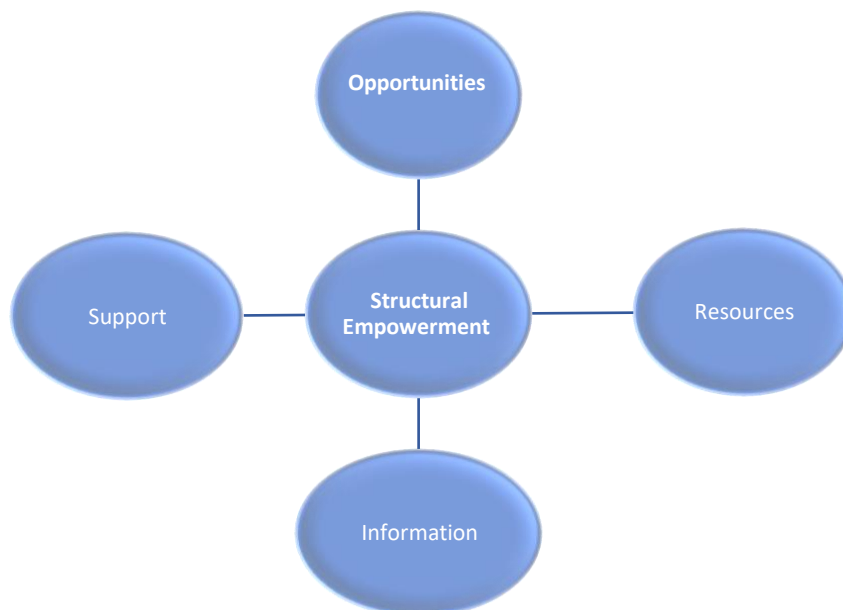 Opportunities
Support
Structural
Empowerment
Resources
Information